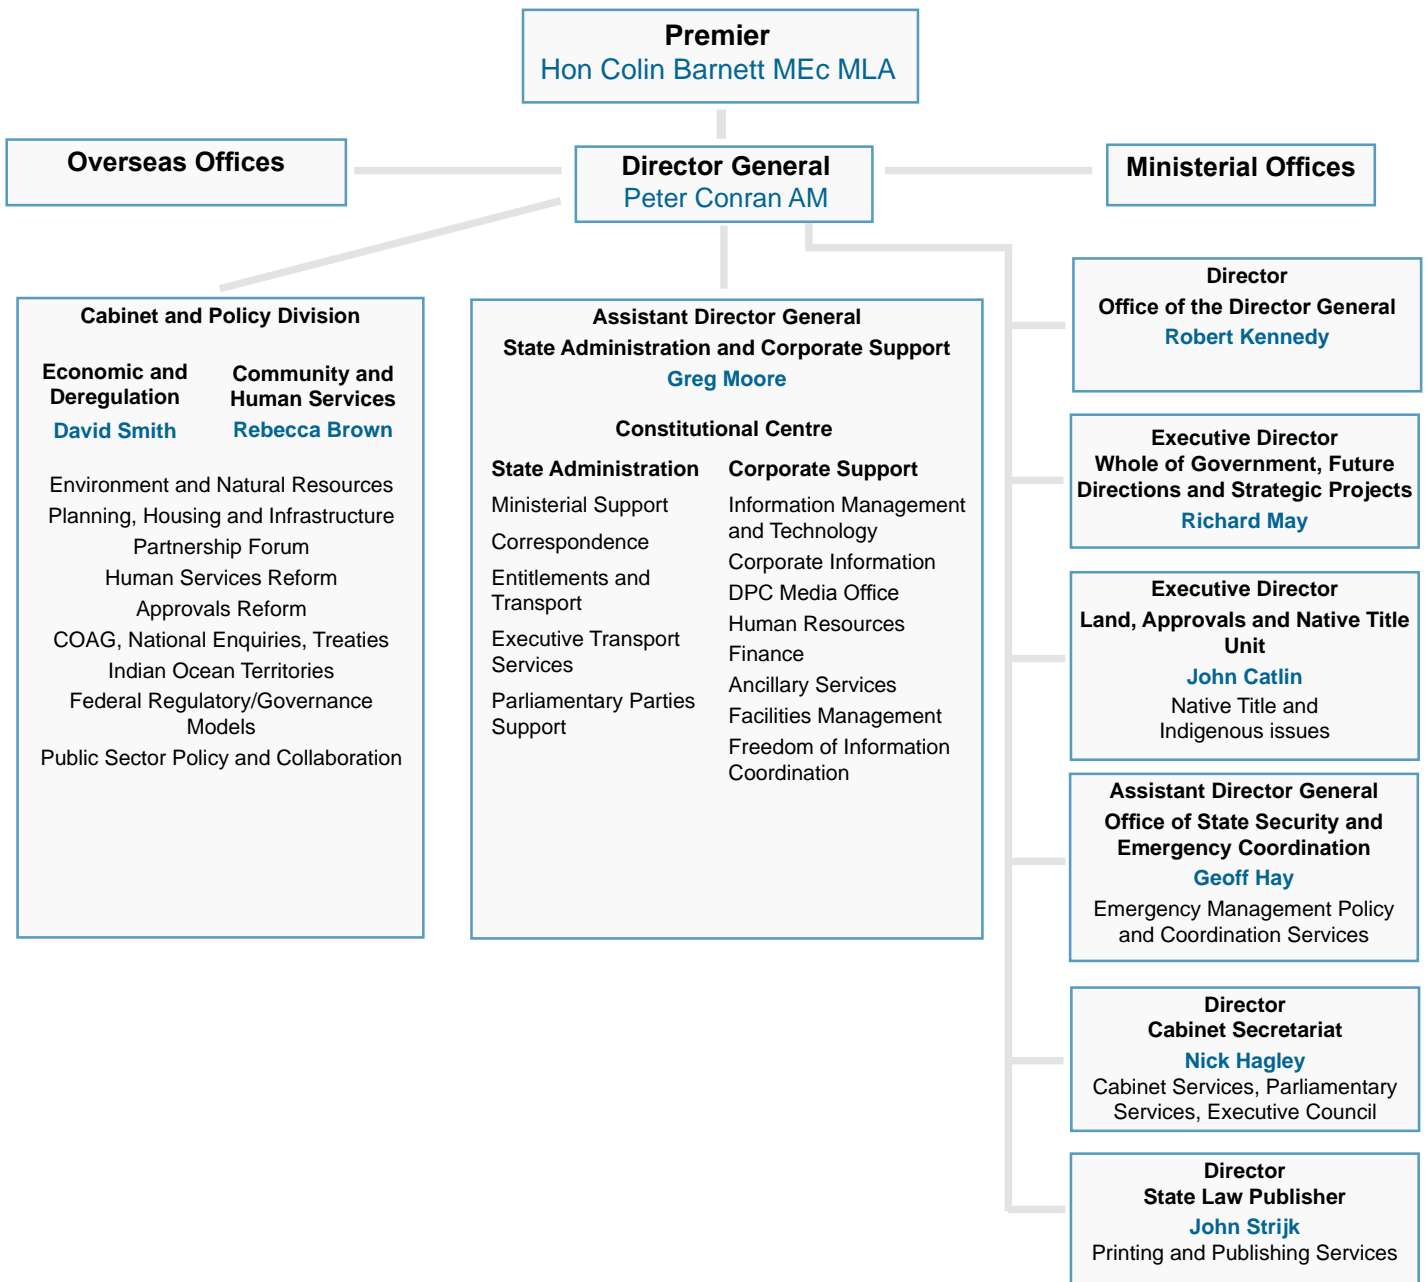 Premier
Hon Colin Barnett MEc MLA
Overseas Offices
Director General
Peter Conran AM
Ministerial Offices
Cabinet and Policy Division
Economic and
Deregulation
David Smith
Community and
Human Services
Rebecca Brown
Environment and Natural Resources
Planning, Housing and Infrastructure
Partnership Forum
Human Services Reform
Approvals Reform
COAG, National Enquiries, Treaties
Indian Ocean Territories
Federal Regulatory/Governance
Models
Public Sector Policy and Collaboration
Assistant Director General
State Administration and Corporate Support
Greg Moore
Constitutional Centre
State Administration
Ministerial Support
Correspondence
Entitlements and
Transport
Executive Transport
Services
Parliamentary Parties
Support
Corporate Support
Information Management
and Technology
Corporate Information
DPC Media Office
Human Resources
Finance
Ancillary Services
Facilities Management
Freedom of Information
Coordination
Director
Office of the Director General
Robert Kennedy
Executive Director
Whole of Government, Future
Directions and Strategic Projects
Richard May
Executive Director
Land, Approvals and Native Title
Unit
John Catlin
Native Title and
Indigenous issues
Assistant Director General
Office of State Security and
Emergency Coordination
Geoff Hay
Emergency Management Policy
and Coordination Services
Director
Cabinet Secretariat
Nick Hagley
Cabinet Services, Parliamentary
Services, Executive Council
Director
State Law Publisher
John Strijk
Printing and Publishing Services